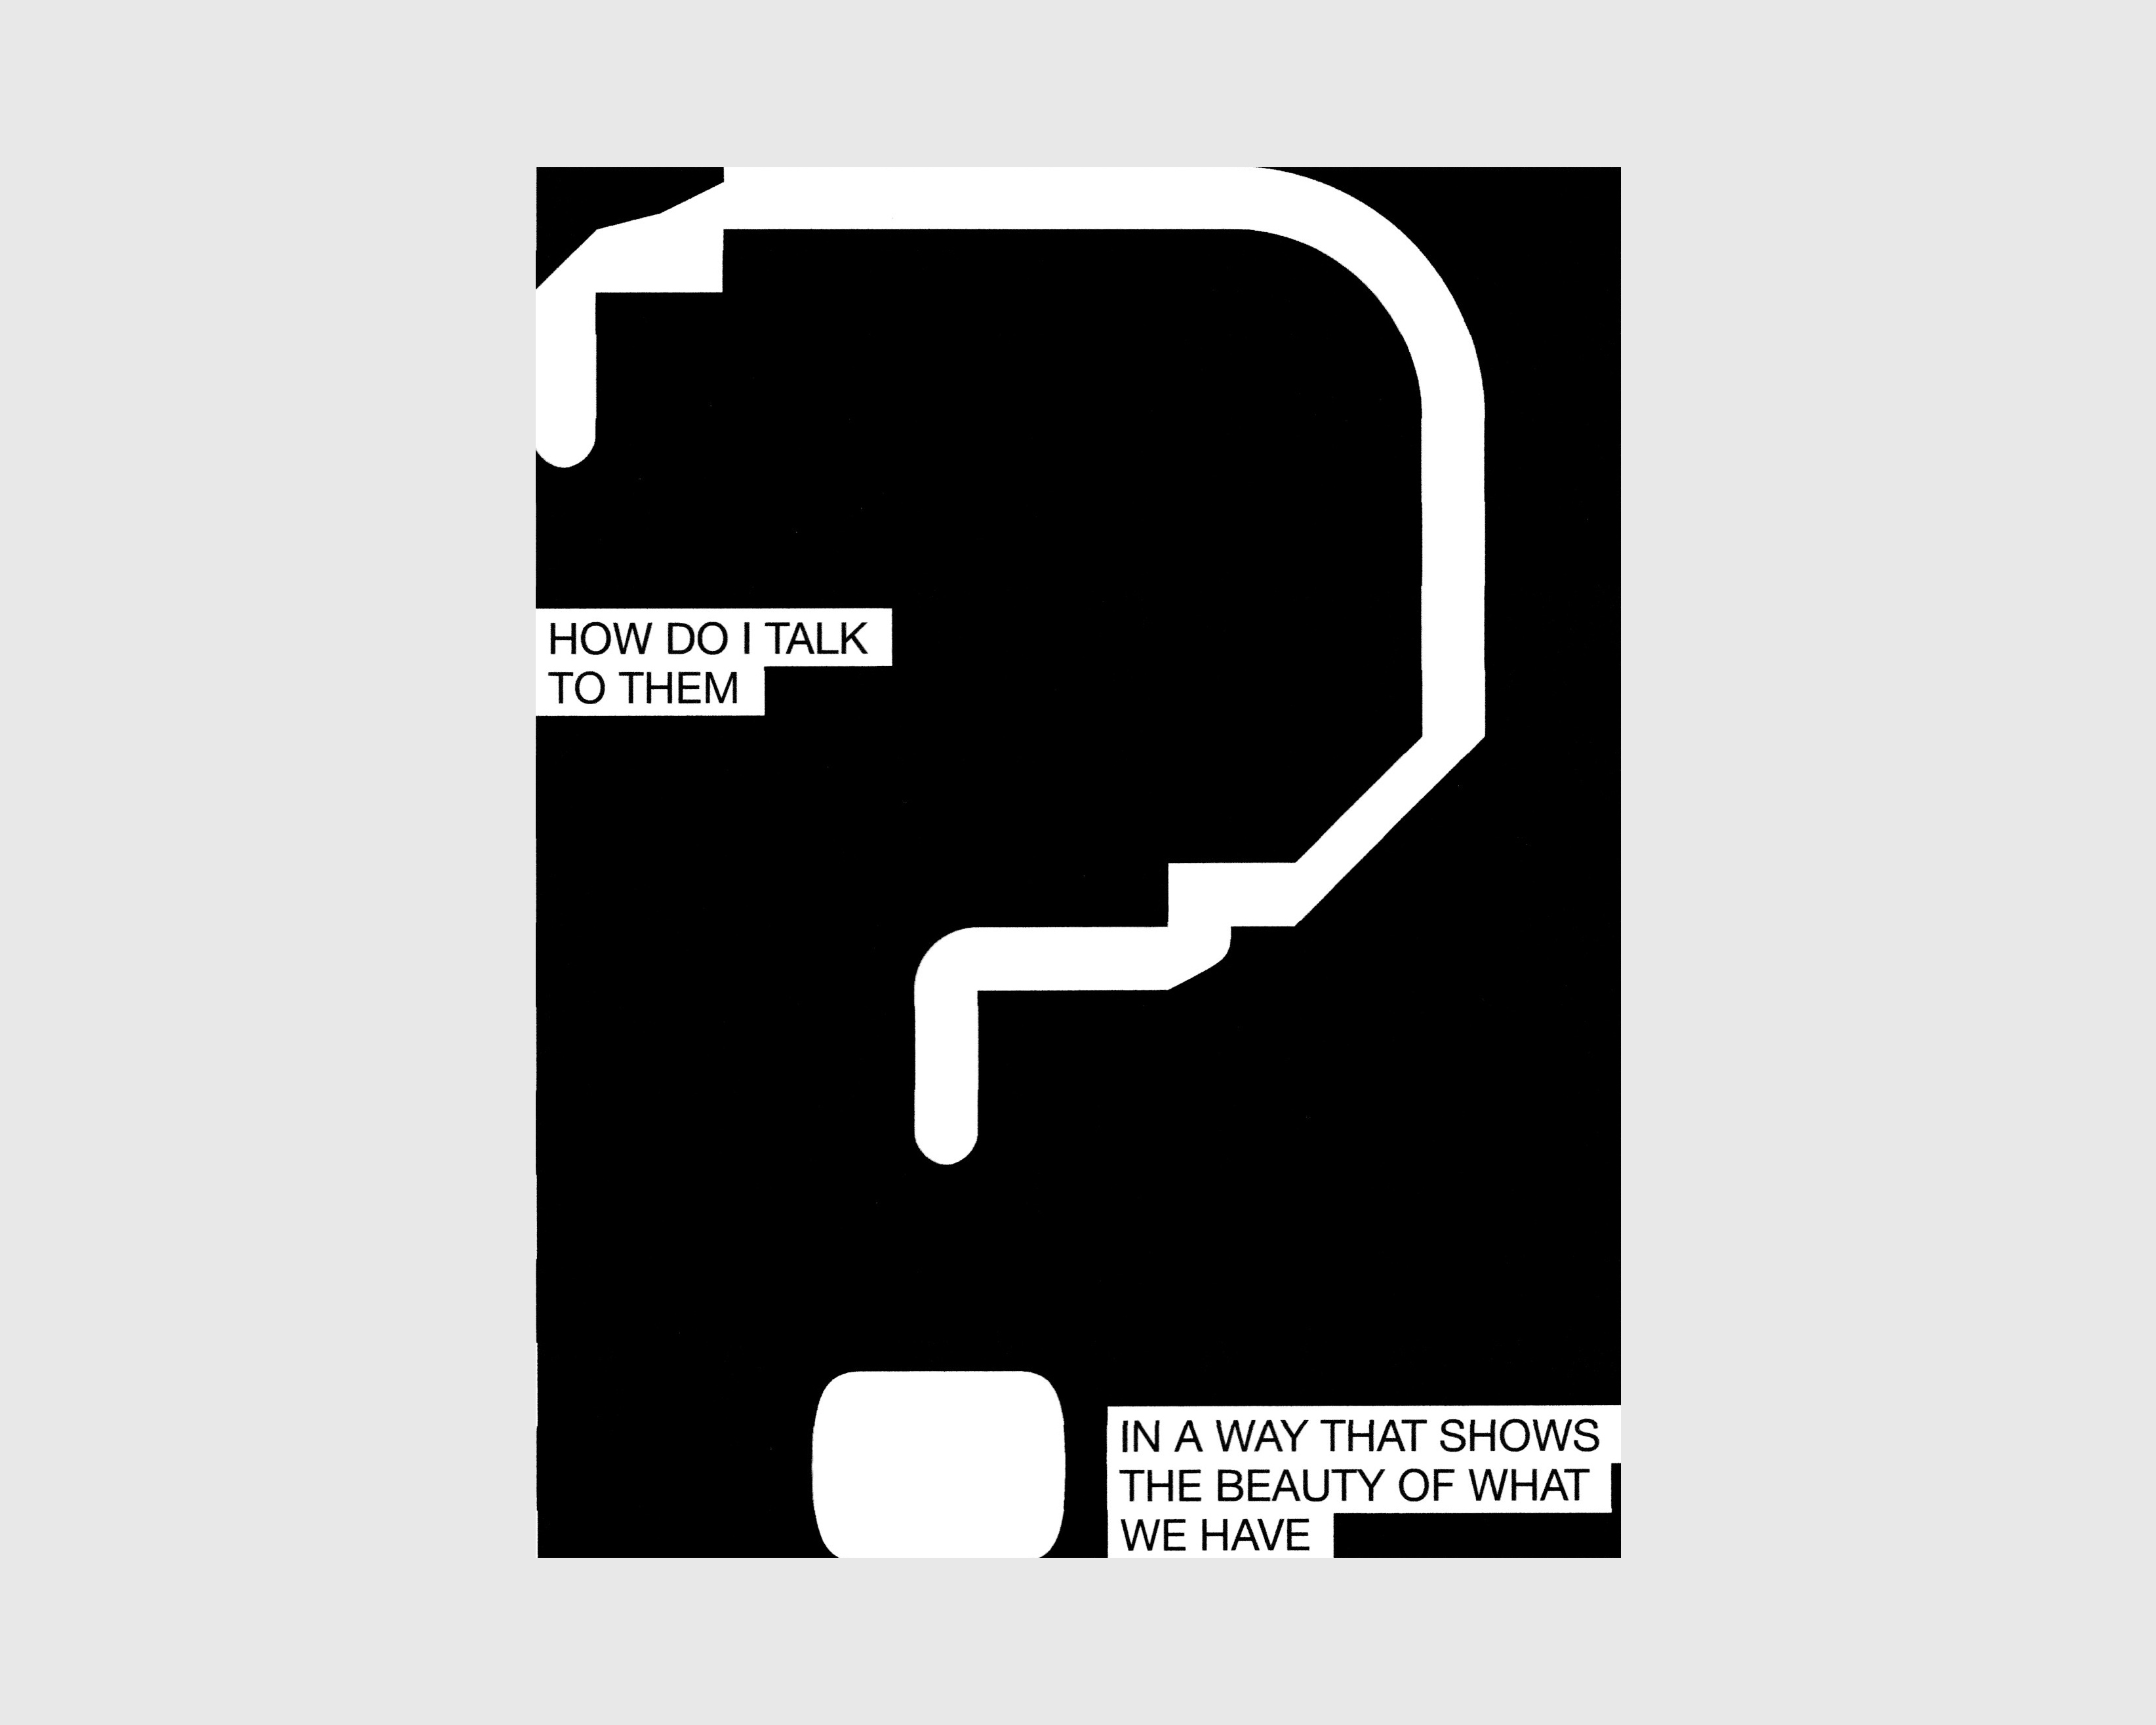 HOW DO I TALK
TO THEM
IN A WAY THAT SHOWS
THE BEAUTY OF WHAT
WE HAVE